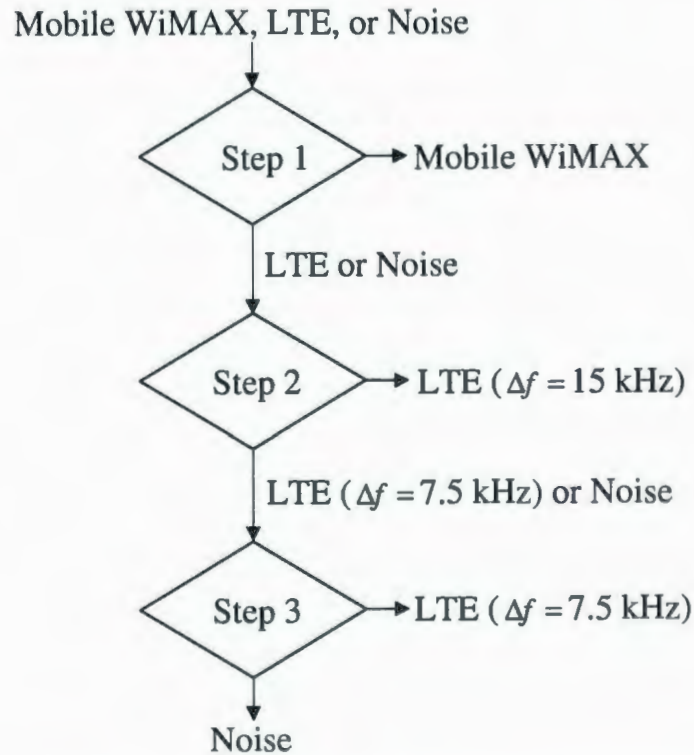 Mobile WiMAX, LTE, or Noise
Step 1
Mobile WiMAX
LTE or Noise
Step 2
LTE (Δf = 15 kHz)
LTE (Δf = 7.5 kHz) or Noise
Step 3
LTE (Δf = 7.5 kHz)
Noise